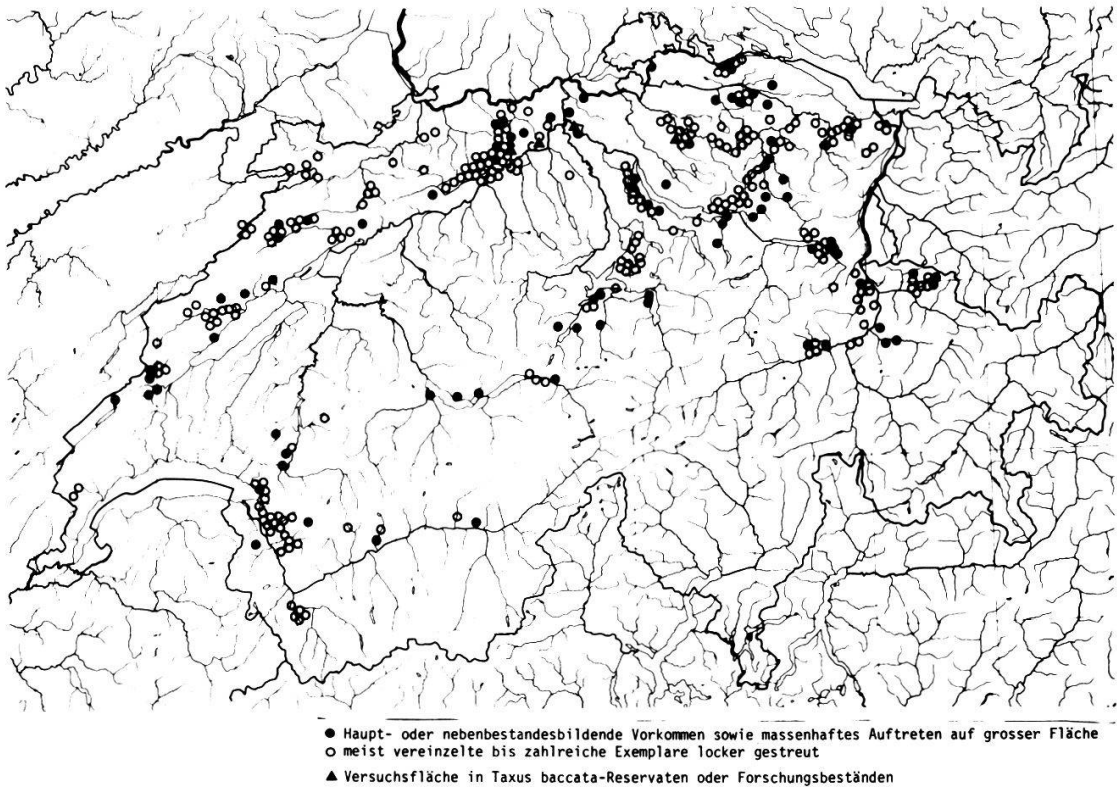 ● Haupt- oder nebenbestandesbildende Vorkommen sowie massenhaftes Auftreten auf grosser Fläche
○ meist vereinzelte bis zahlreiche Exemplare locker gestreut
▲ Versuchsfläche in Taxus baccata-Reservaten oder Forschungsbeständen